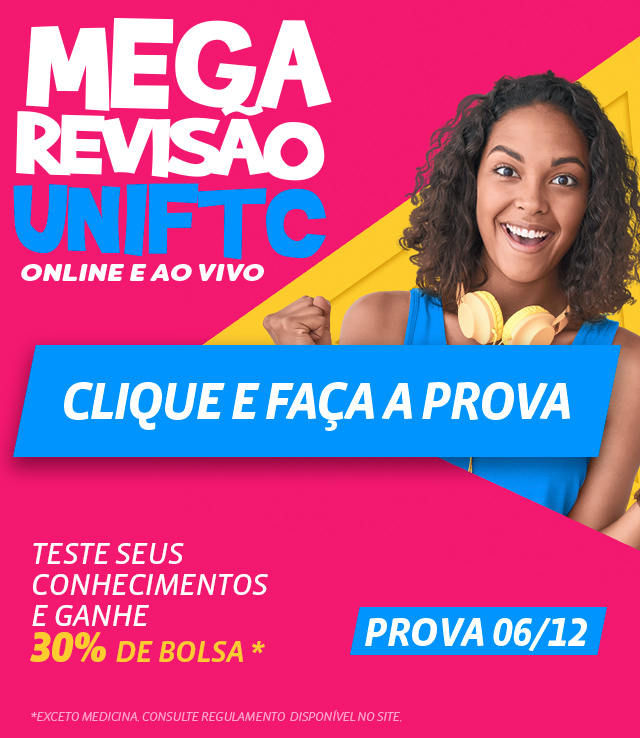 MEGA
REVISÃO
UNIFTC
ONLINE E AO VIVO
CLIQUE E FAÇA A PROVA
TESTE SEUS
CONHECIMENTOS
E GANHE
30% DE BOLSA *
PROVA 06/12
*EXCETO MEDICINA, CONSULTE REGULAMENTO DISPONÍVEL NO SITE,